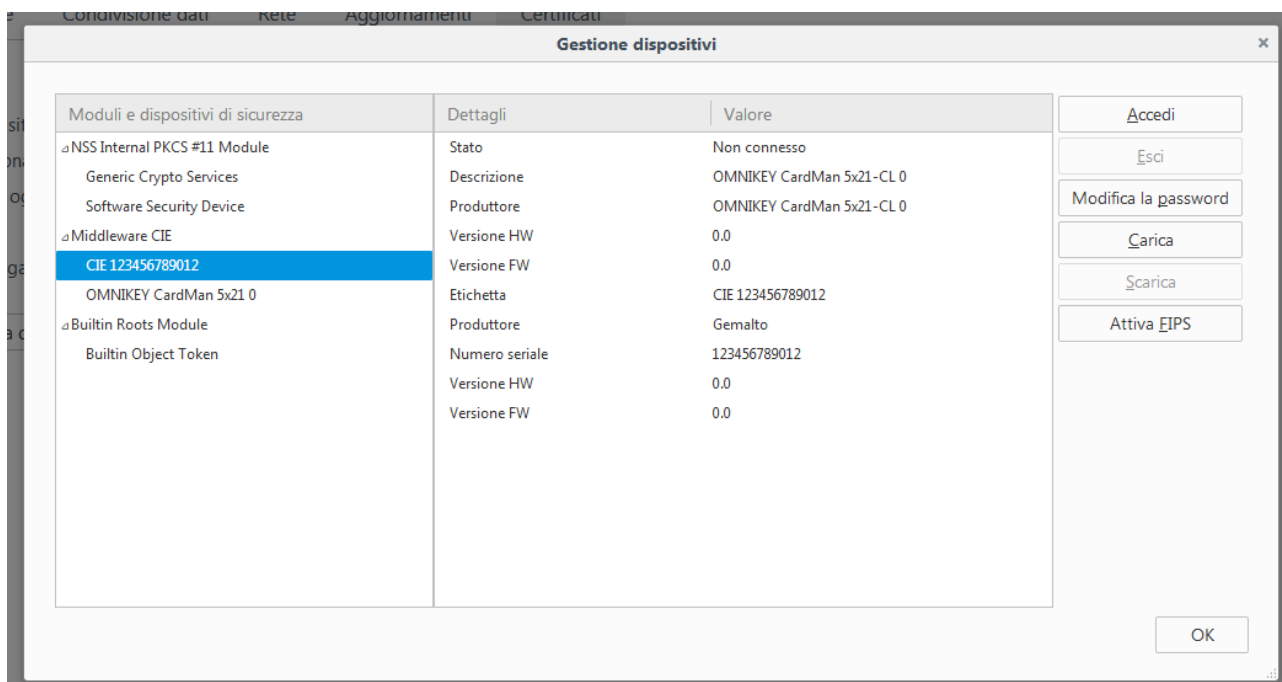 Condivisione dati Rete Aggiornamenti Certificati
Gestione dispositivi
Moduli e dispositivi di sicurezza Dettagli Valore Accedi
NSS Internal PKCS #11 Module Stato Non connesso Esci
Generic Crypto Services Descrizione OMNIKEY CardMan 5x21-CL 0
Software Security Device Produttore OMNIKEY CardMan 5x21-CL 0 Modifica la password
Middleware CIE Versione HW 0.0 Carica
CIE 123456789012 Versione FW 0.0
OMNIKEY CardMan 5x21 0 Etichetta CIE 123456789012 Scarica
Builtin Roots Module Produttore Gemalto Attiva FIPS
Builtin Object Token Numero seriale 123456789012
Versione HW 0.0
Versione FW 0.0
OK